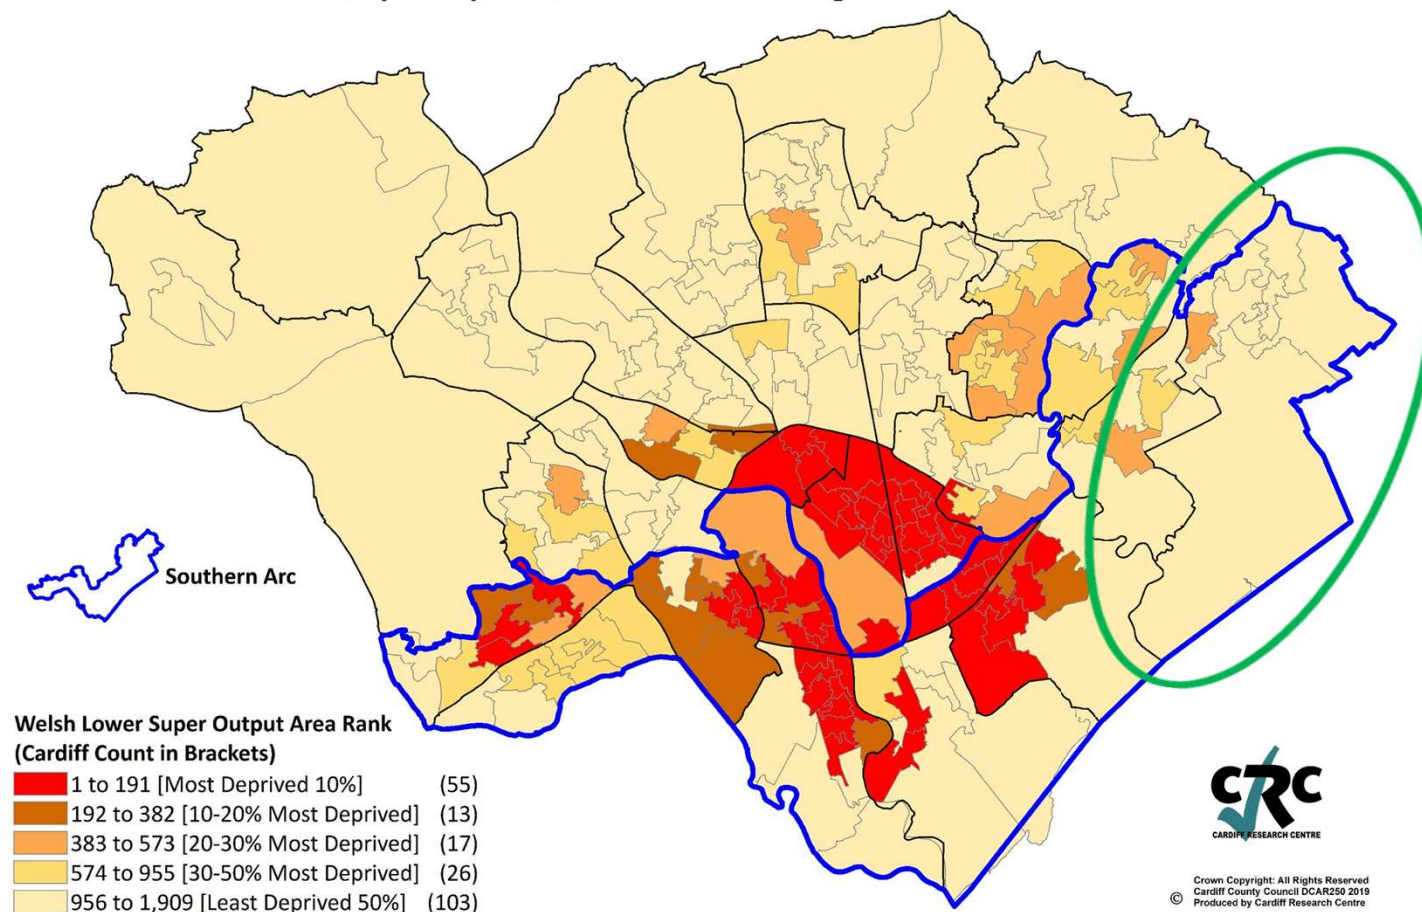 Southern Arc
Welsh Lower Super Output Area Rank
(Cardiff Count in Brackets)
1 to 191 [Most Deprived 10%] (55)
192 to 382 [10-20% Most Deprived] (13)
383 to 573 [20-30% Most Deprived] (17)
574 to 955 [30-50% Most Deprived] (26)
956 to 1,909 [Least Deprived 50%] (103)
CRC
CARDIFF RESEARCH CENTRE
Crown Copyright: All Rights Reserved
Cardiff County Council DCAR250 2019
© Produced by Cardiff Research Centre